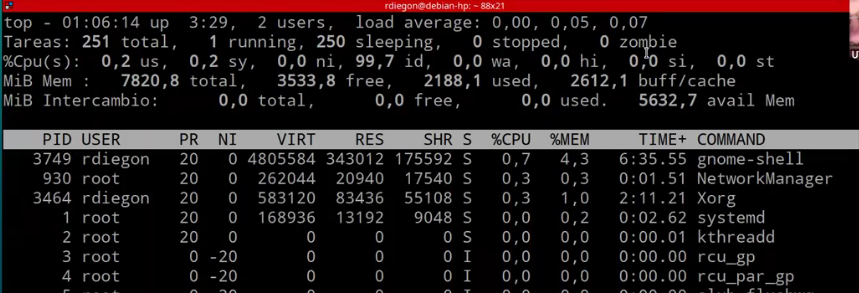 rdiegon@debian-hp: ~ 88x21
top - 01:06:14 up  3:29,  2 users,  load average: 0,00, 0,05, 0,07
Tareas: 251 total,   1 running, 250 sleeping,   0 stopped,   0 zombie
%Cpu(s):  0,2 us,  0,2 sy,  0,0 ni, 99,7 id,  0,0 wa,  0,0 hi,  0,0 si,  0,0 st
MiB Mem :   7820,8 total,   3533,8 free,   2188,1 used,   2612,1 buff/cache
MiB Intercambio:      0,0 total,      0,0 free,      0,0 used.   5632,7 avail Mem
PID USER      PR  NI    VIRT    RES    SHR S  %CPU  %MEM     TIME+ COMMAND
3749 rdiegon   20   0 4805584 343012 175592 S   0,7   4,3   6:35.55 gnome-shell
930 root      20   0  262044  20940  17540 S   0,3   0,3   0:01.51 NetworkManager
3464 rdiegon   20   0  583120  83436  55108 S   0,3   1,0   2:11.21 Xorg
1 root      20   0  168936  13192   9048 S   0,0   0,2   0:02.62 systemd
2 root      20   0       0      0      0 S   0,0   0,0   0:00.01 kthreadd
3 root       0 -20       0      0      0 I   0,0   0,0   0:00.00 rcu_gp
4 root       0 -20       0      0      0 I   0,0   0,0   0:00.00 rcu_par_gp